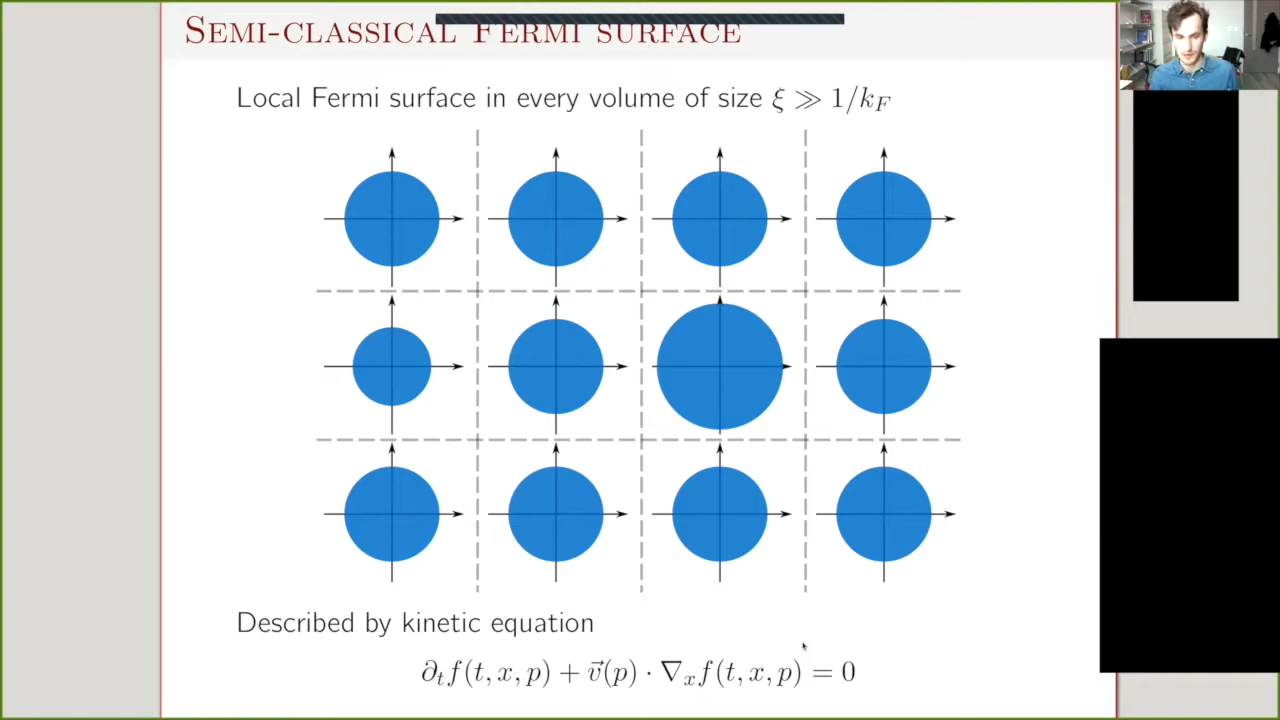 SEMI-CLASSICAL FERMI SURFACE
Local Fermi surface in every volume of size ξ ≫ 1/k_F
Described by kinetic equation
∂_t f(t, x, p) + v⃗(p) · ∇_x f(t, x, p) = 0